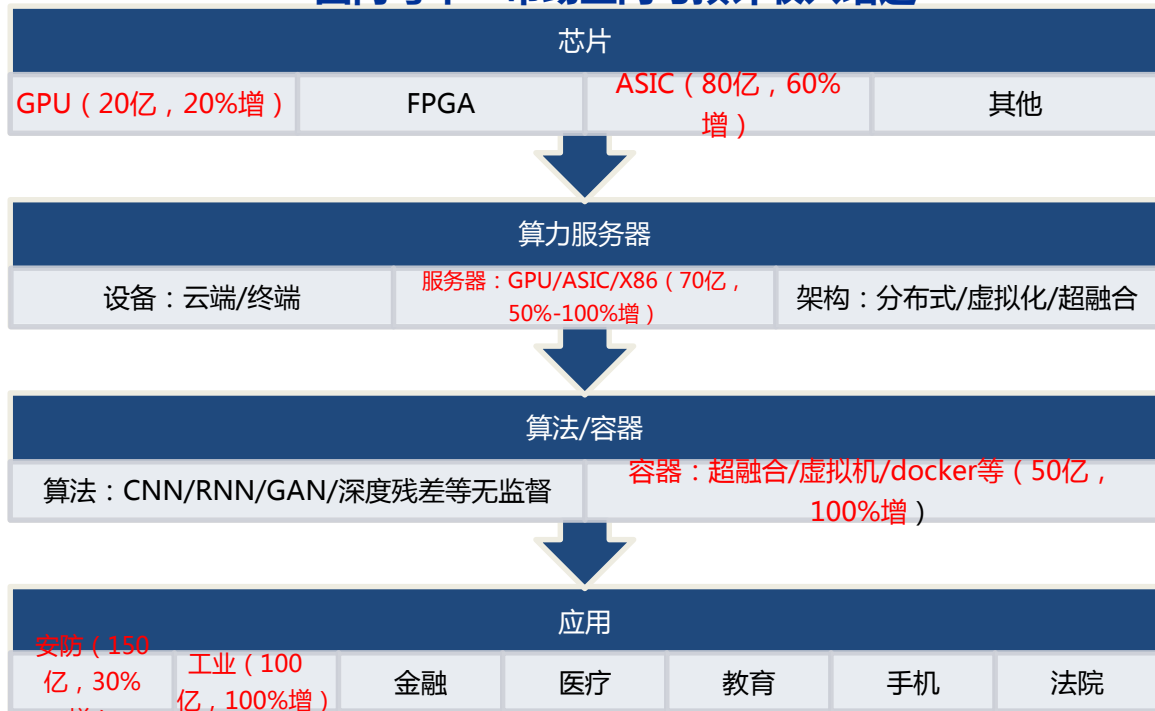 芯片
GPU（20亿，20%增）
FPGA
ASIC（80亿，60%
增）
其他
算力服务器
设备：云端/终端
服务器：GPU/ASIC/X86（70亿，
50%-100%增）
架构：分布式/虚拟化/超融合
算法/容器
算法：CNN/RNN/GAN/深度残差等无监督
容器：超融合/虚拟机/docker等（50亿，
100%增）
应用
安防（150
亿，30%
工业（100
亿，100%增）
金融
医疗
教育
手机
法院